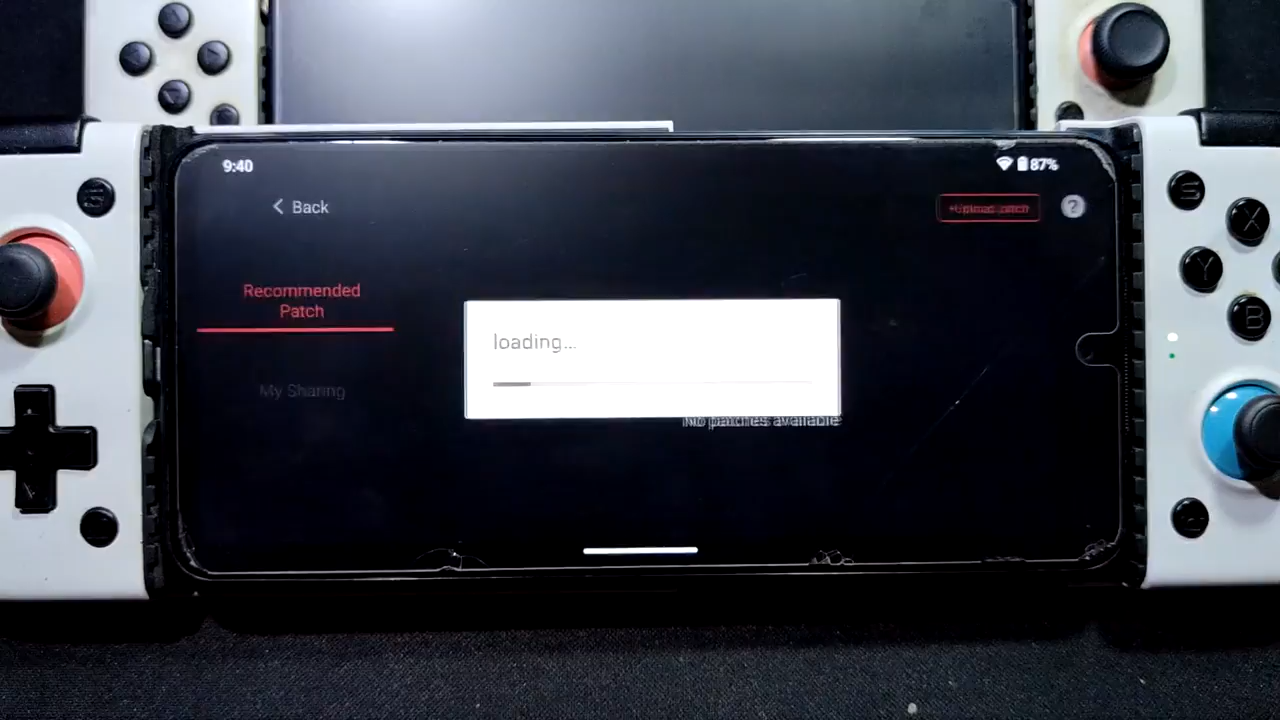 9:40
87%
Back
+Upload patch
?
Recommended
Patch
loading...
My Sharing
No patches available
S
X
Y
B